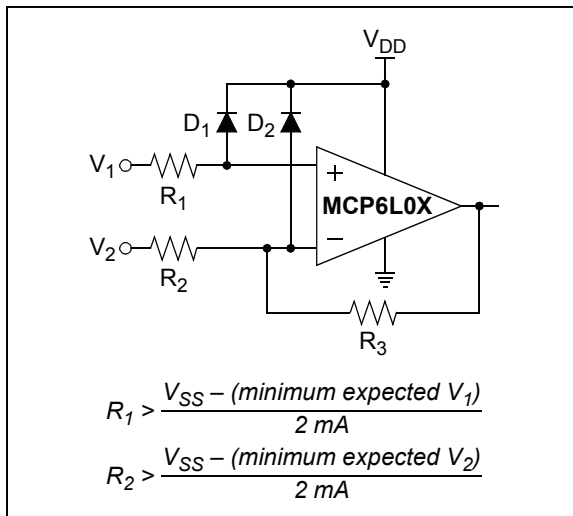 V_DD
D_1 D_2
V_1
R_1
+
MCP6L0X
−
V_2
R_2
R_3
R_1 > V_SS – (minimum expected V_1) / 2 mA
R_2 > V_SS – (minimum expected V_2) / 2 mA